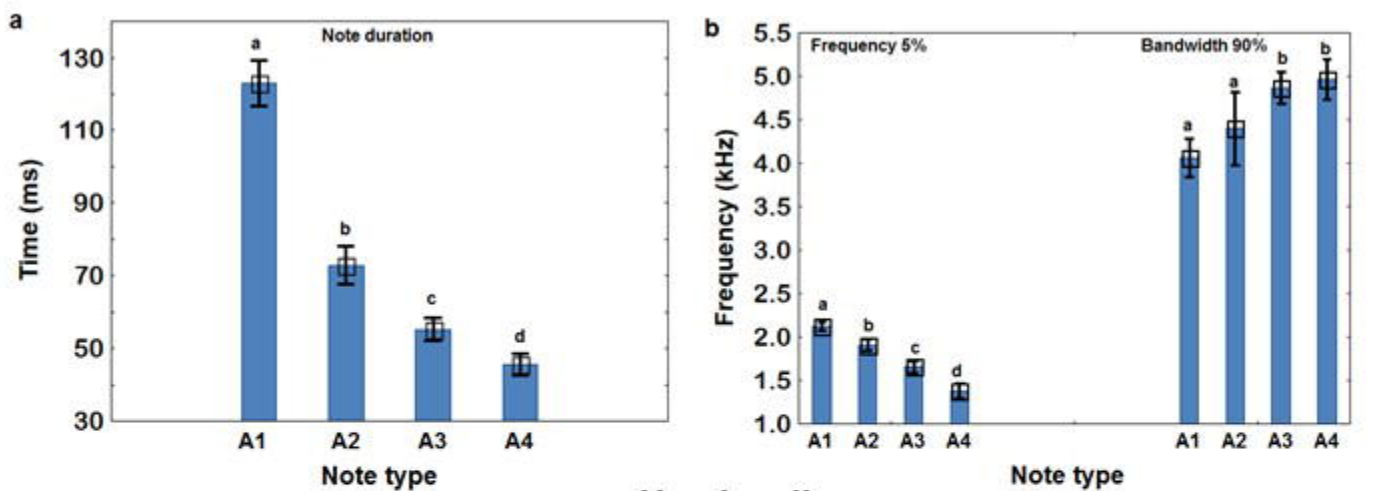 a
Note duration
130
110
90
70
50
30
Time (ms)
a
b
c
d
A1 A2 A3 A4
Note type
b
Frequency 5%
Bandwidth 90%
5.5
5.0
4.5
4.0
3.5
3.0
2.5
2.0
1.5
1.0
Frequency (kHz)
a
b
c
d
a
a
b
b
A1 A2 A3 A4
A1 A2 A3 A4
Note type